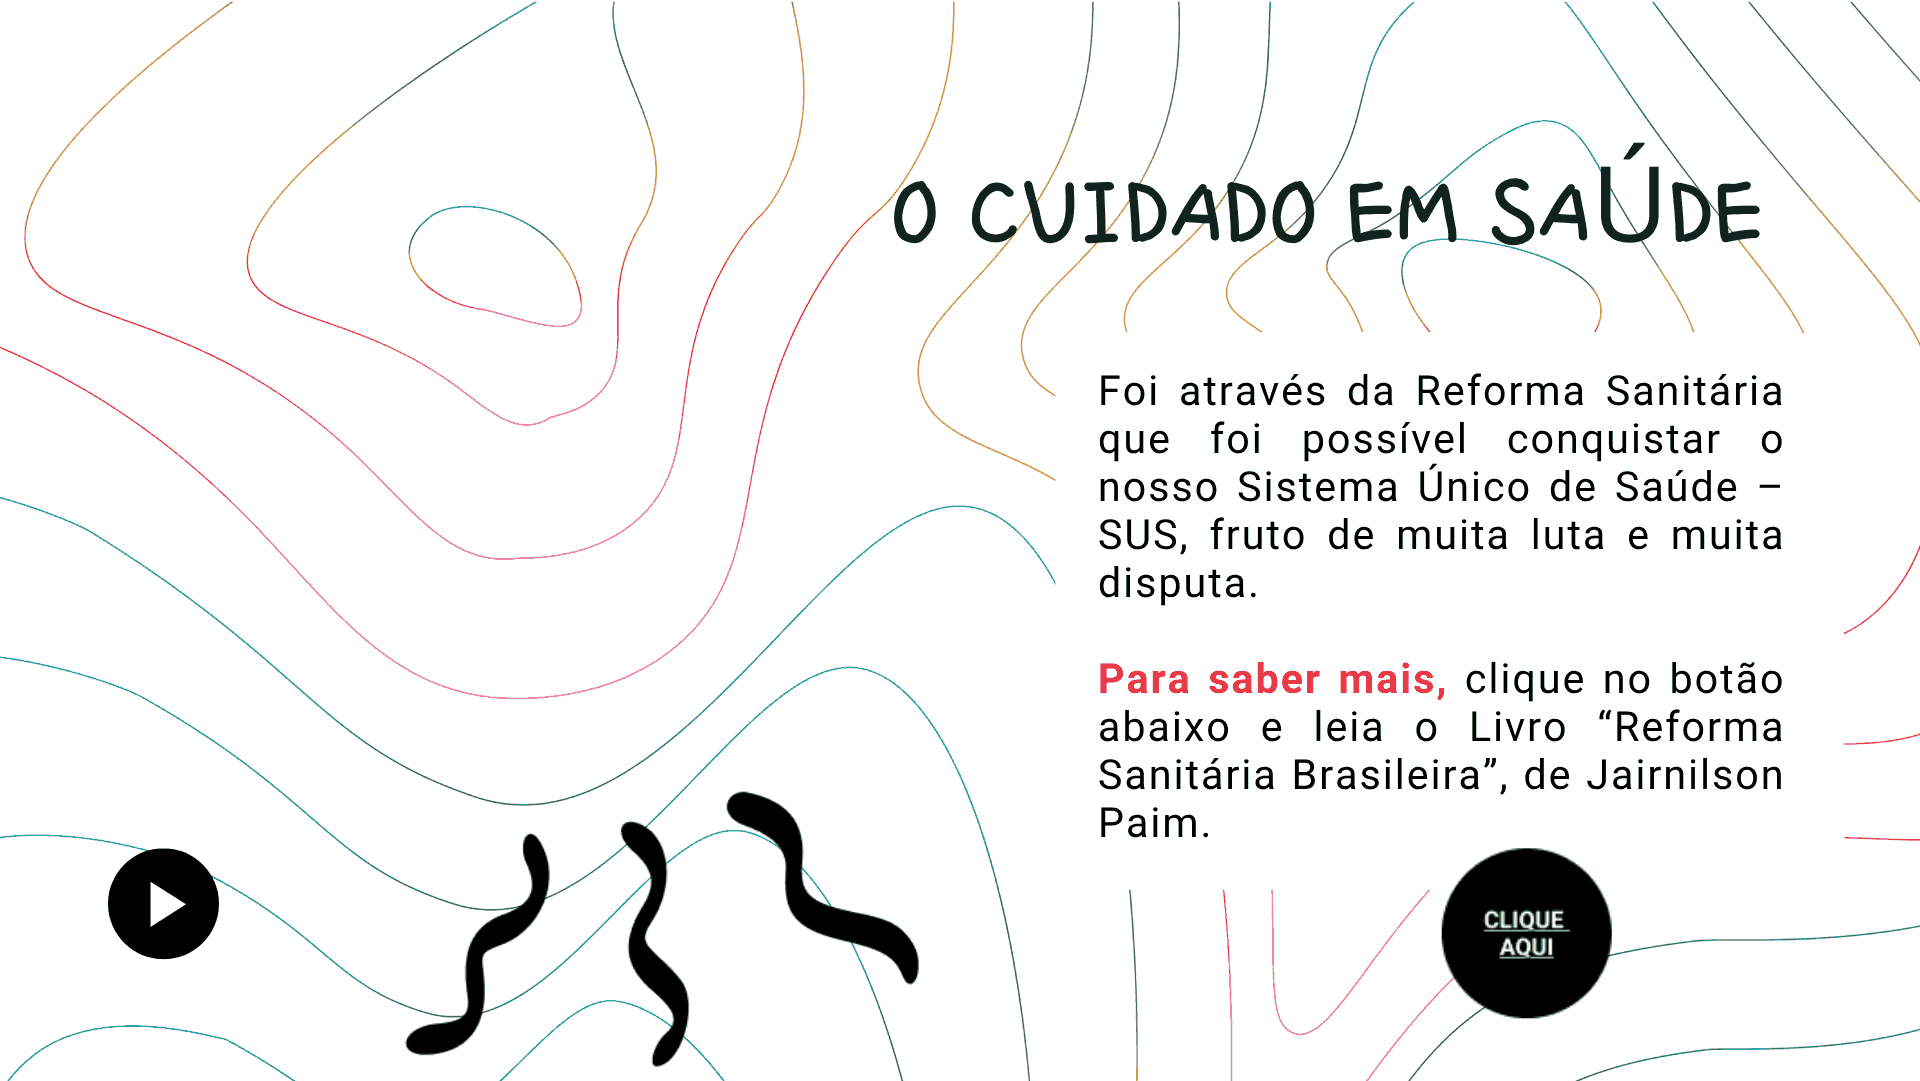 O CUIDADO EM SAÚDE
Foi através da Reforma Sanitária
que foi possível conquistar o
nosso Sistema Único de Saúde –
SUS, fruto de muita luta e muita
disputa.
Para saber mais, clique no botão
abaixo e leia o Livro “Reforma
Sanitária Brasileira”, de Jairnilson
Paim.
CLIQUE
AQUI